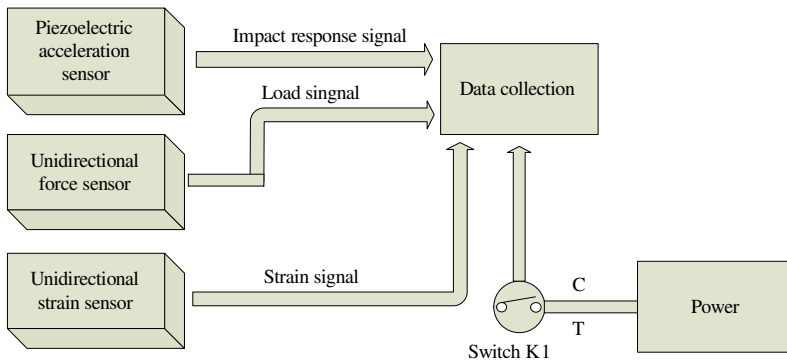 Piezoelectric
acceleration
sensor
Impact response signal
Data collection
Load singnal
Unidirectional
force sensor
Unidirectional
strain sensor
Strain signal
C
T
Power
Switch K1